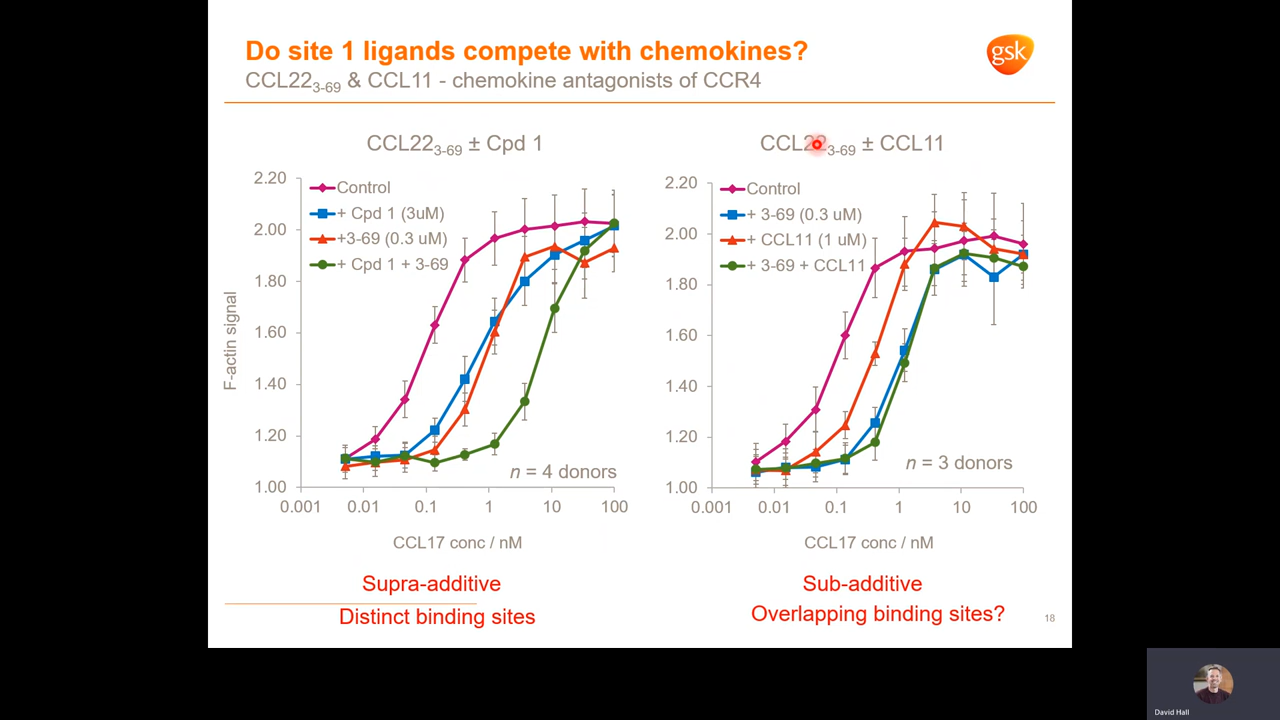 Do site 1 ligands compete with chemokines?
CCL22₃₋₆₉ & CCL11 - chemokine antagonists of CCR4
gsk
CCL22₃₋₆₉ ± Cpd 1
Control
+ Cpd 1 (3uM)
+3-69 (0.3 uM)
+ Cpd 1 + 3-69
F-actin signal
2.20
2.00
1.80
1.60
1.40
1.20
1.00
n = 4 donors
0.001 0.01 0.1 1 10 100
CCL17 conc / nM
Supra-additive
Distinct binding sites
CCL22₃₋₆₉ ± CCL11
Control
+ 3-69 (0.3 uM)
+ CCL11 (1 uM)
+ 3-69 + CCL11
2.20
2.00
1.80
1.60
1.40
1.20
1.00
n = 3 donors
0.001 0.01 0.1 1 10 100
CCL17 conc / nM
Sub-additive
Overlapping binding sites?
18
David Hall